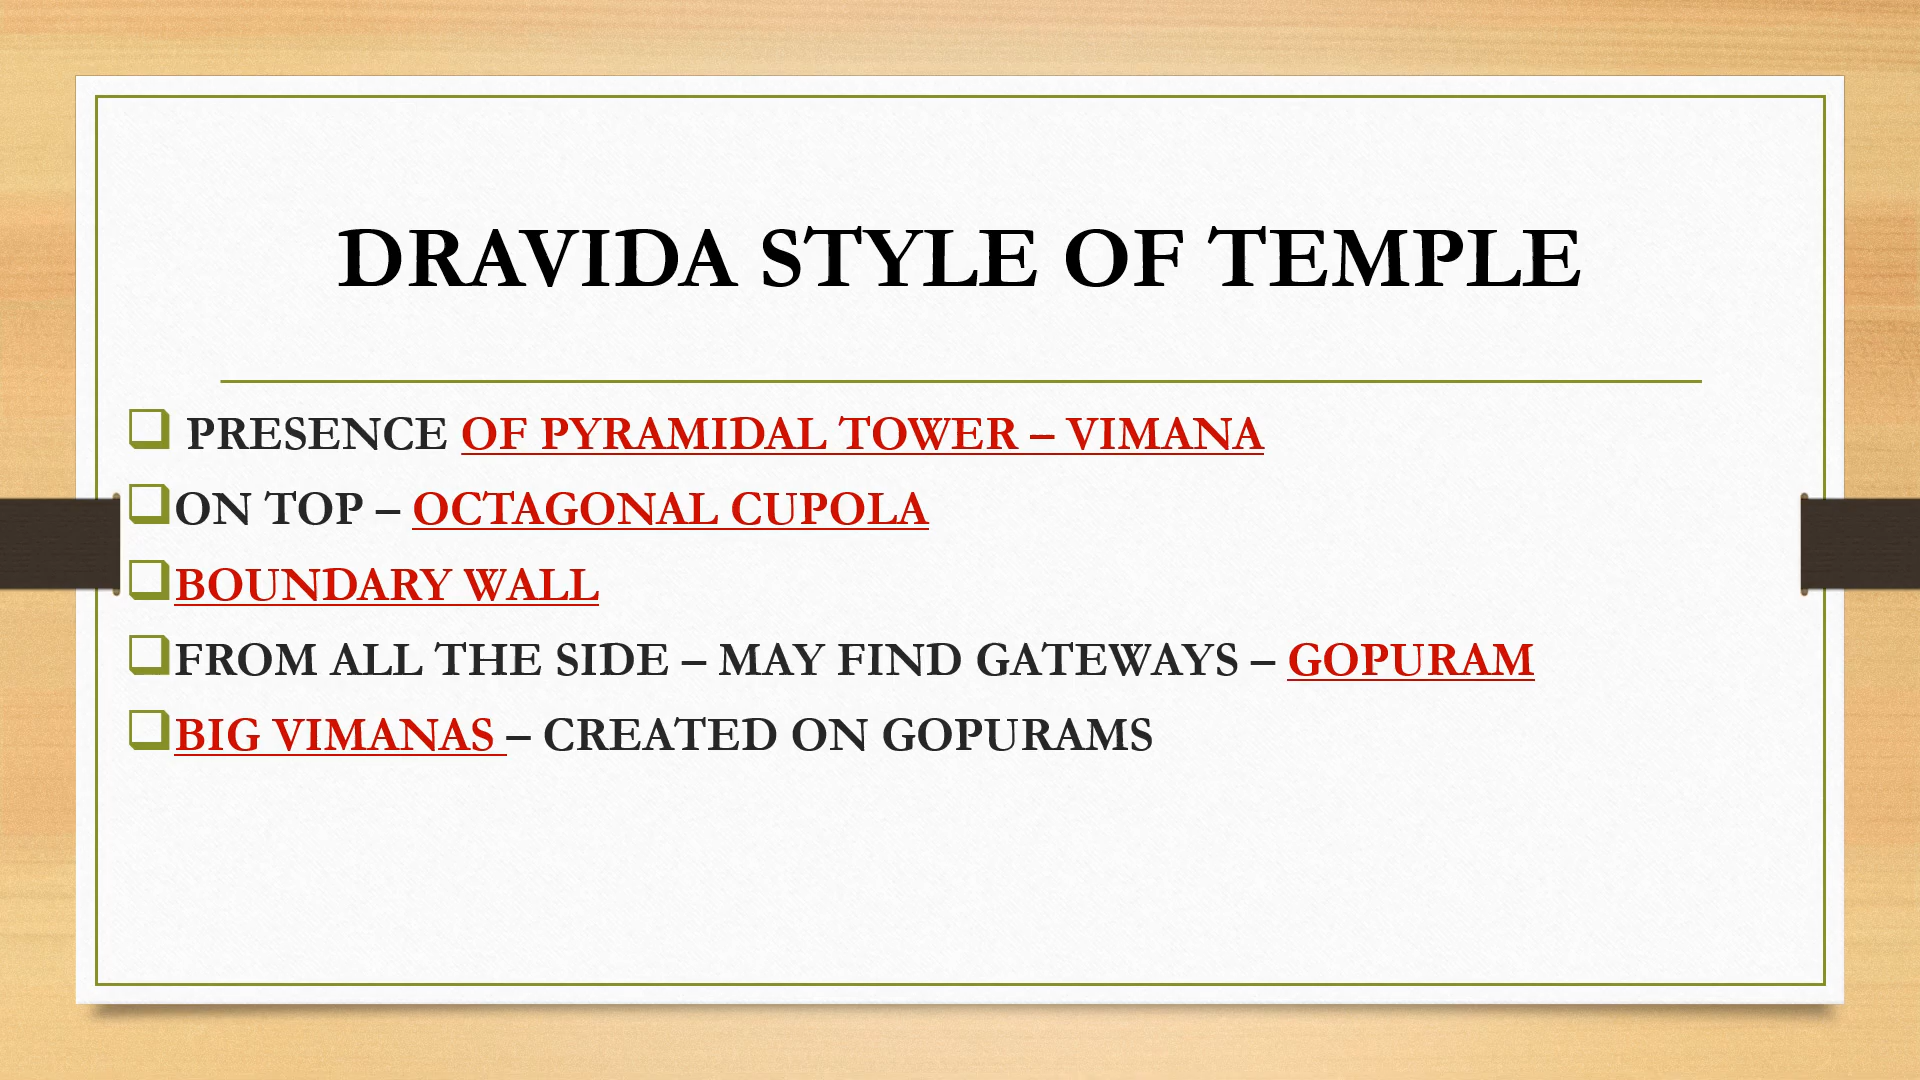 DRAVIDA STYLE OF TEMPLE
PRESENCE OF PYRAMIDAL TOWER – VIMANA
ON TOP – OCTAGONAL CUPOLA
BOUNDARY WALL
FROM ALL THE SIDE – MAY FIND GATEWAYS – GOPURAM
BIG VIMANAS – CREATED ON GOPURAMS